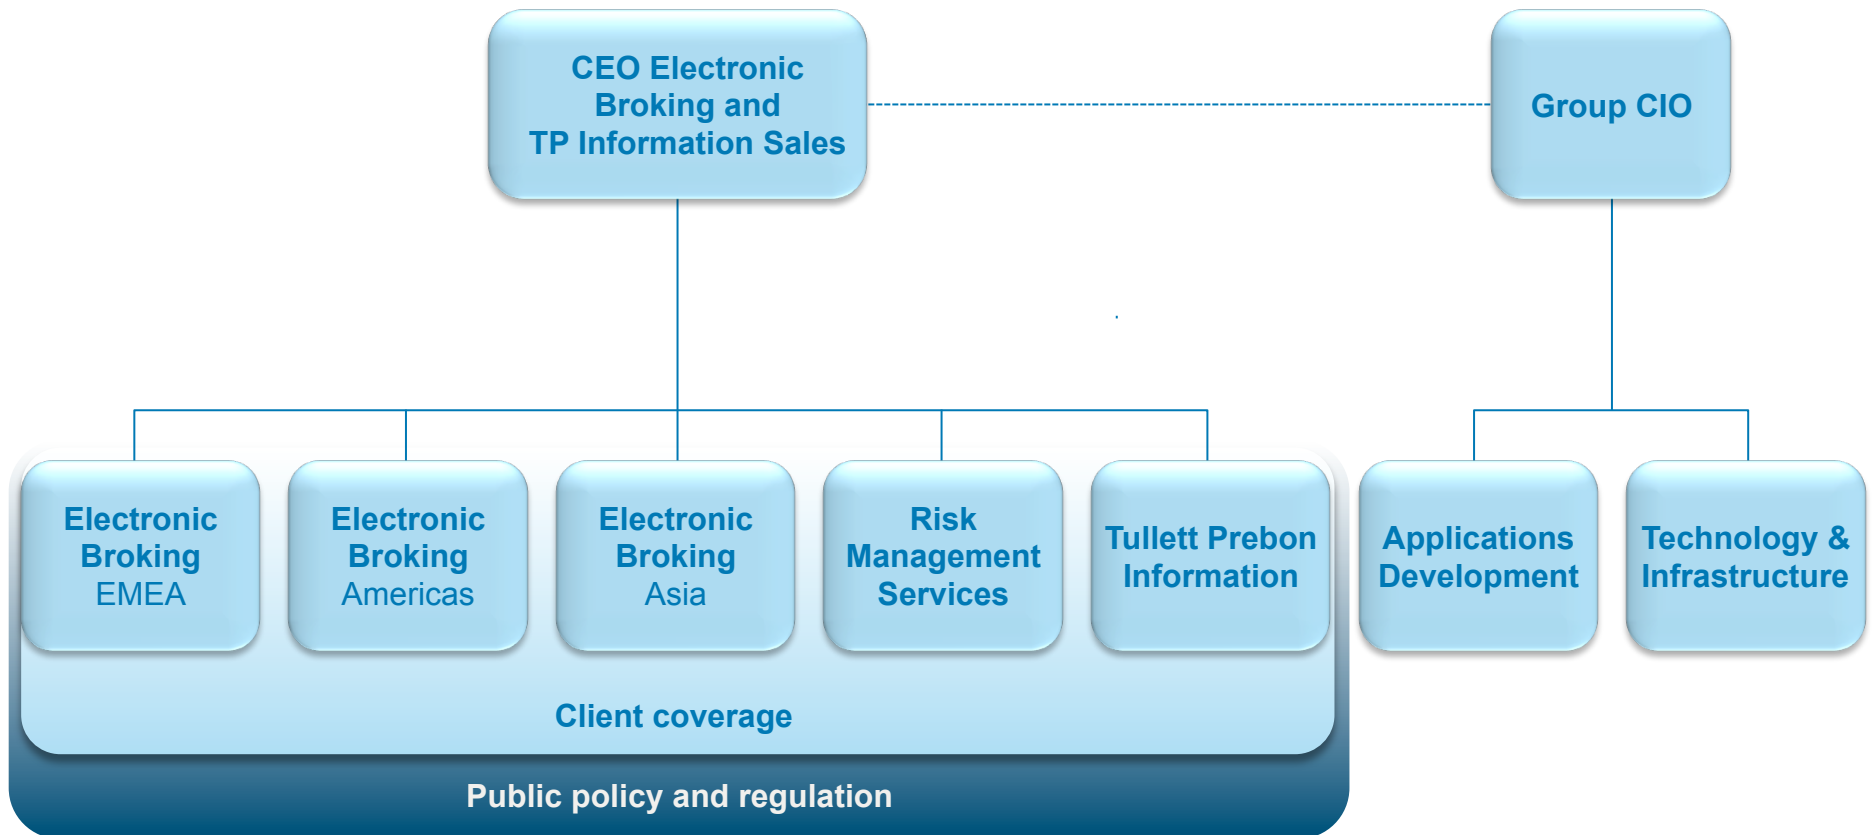 CEO Electronic
Broking and
TP Information Sales
Group CIO
Electronic
Broking
EMEA
Electronic
Broking
Americas
Electronic
Broking
Asia
Risk
Management
Services
Tullett Prebon
Information
Applications
Development
Technology &
Infrastructure
Client coverage
Public policy and regulation